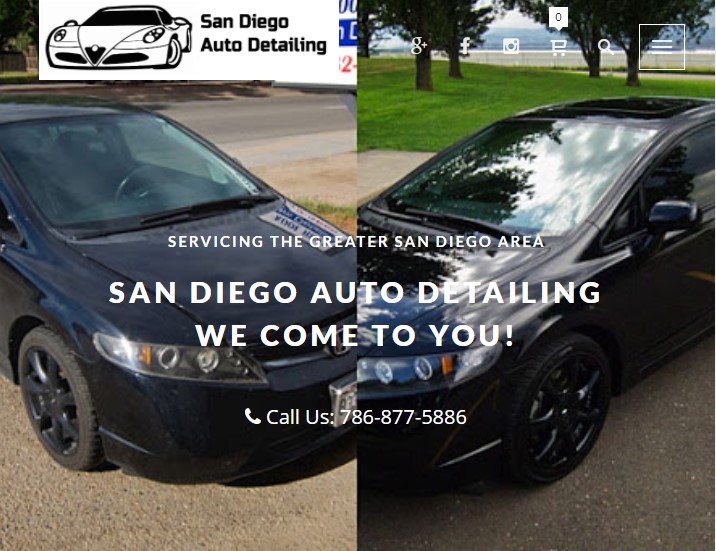 San Diego
Auto Detailing
0
SERVICING THE GREATER SAN DIEGO AREA
SAN DIEGO AUTO DETAILING
WE COME TO YOU!
Call Us: 786-877-5886